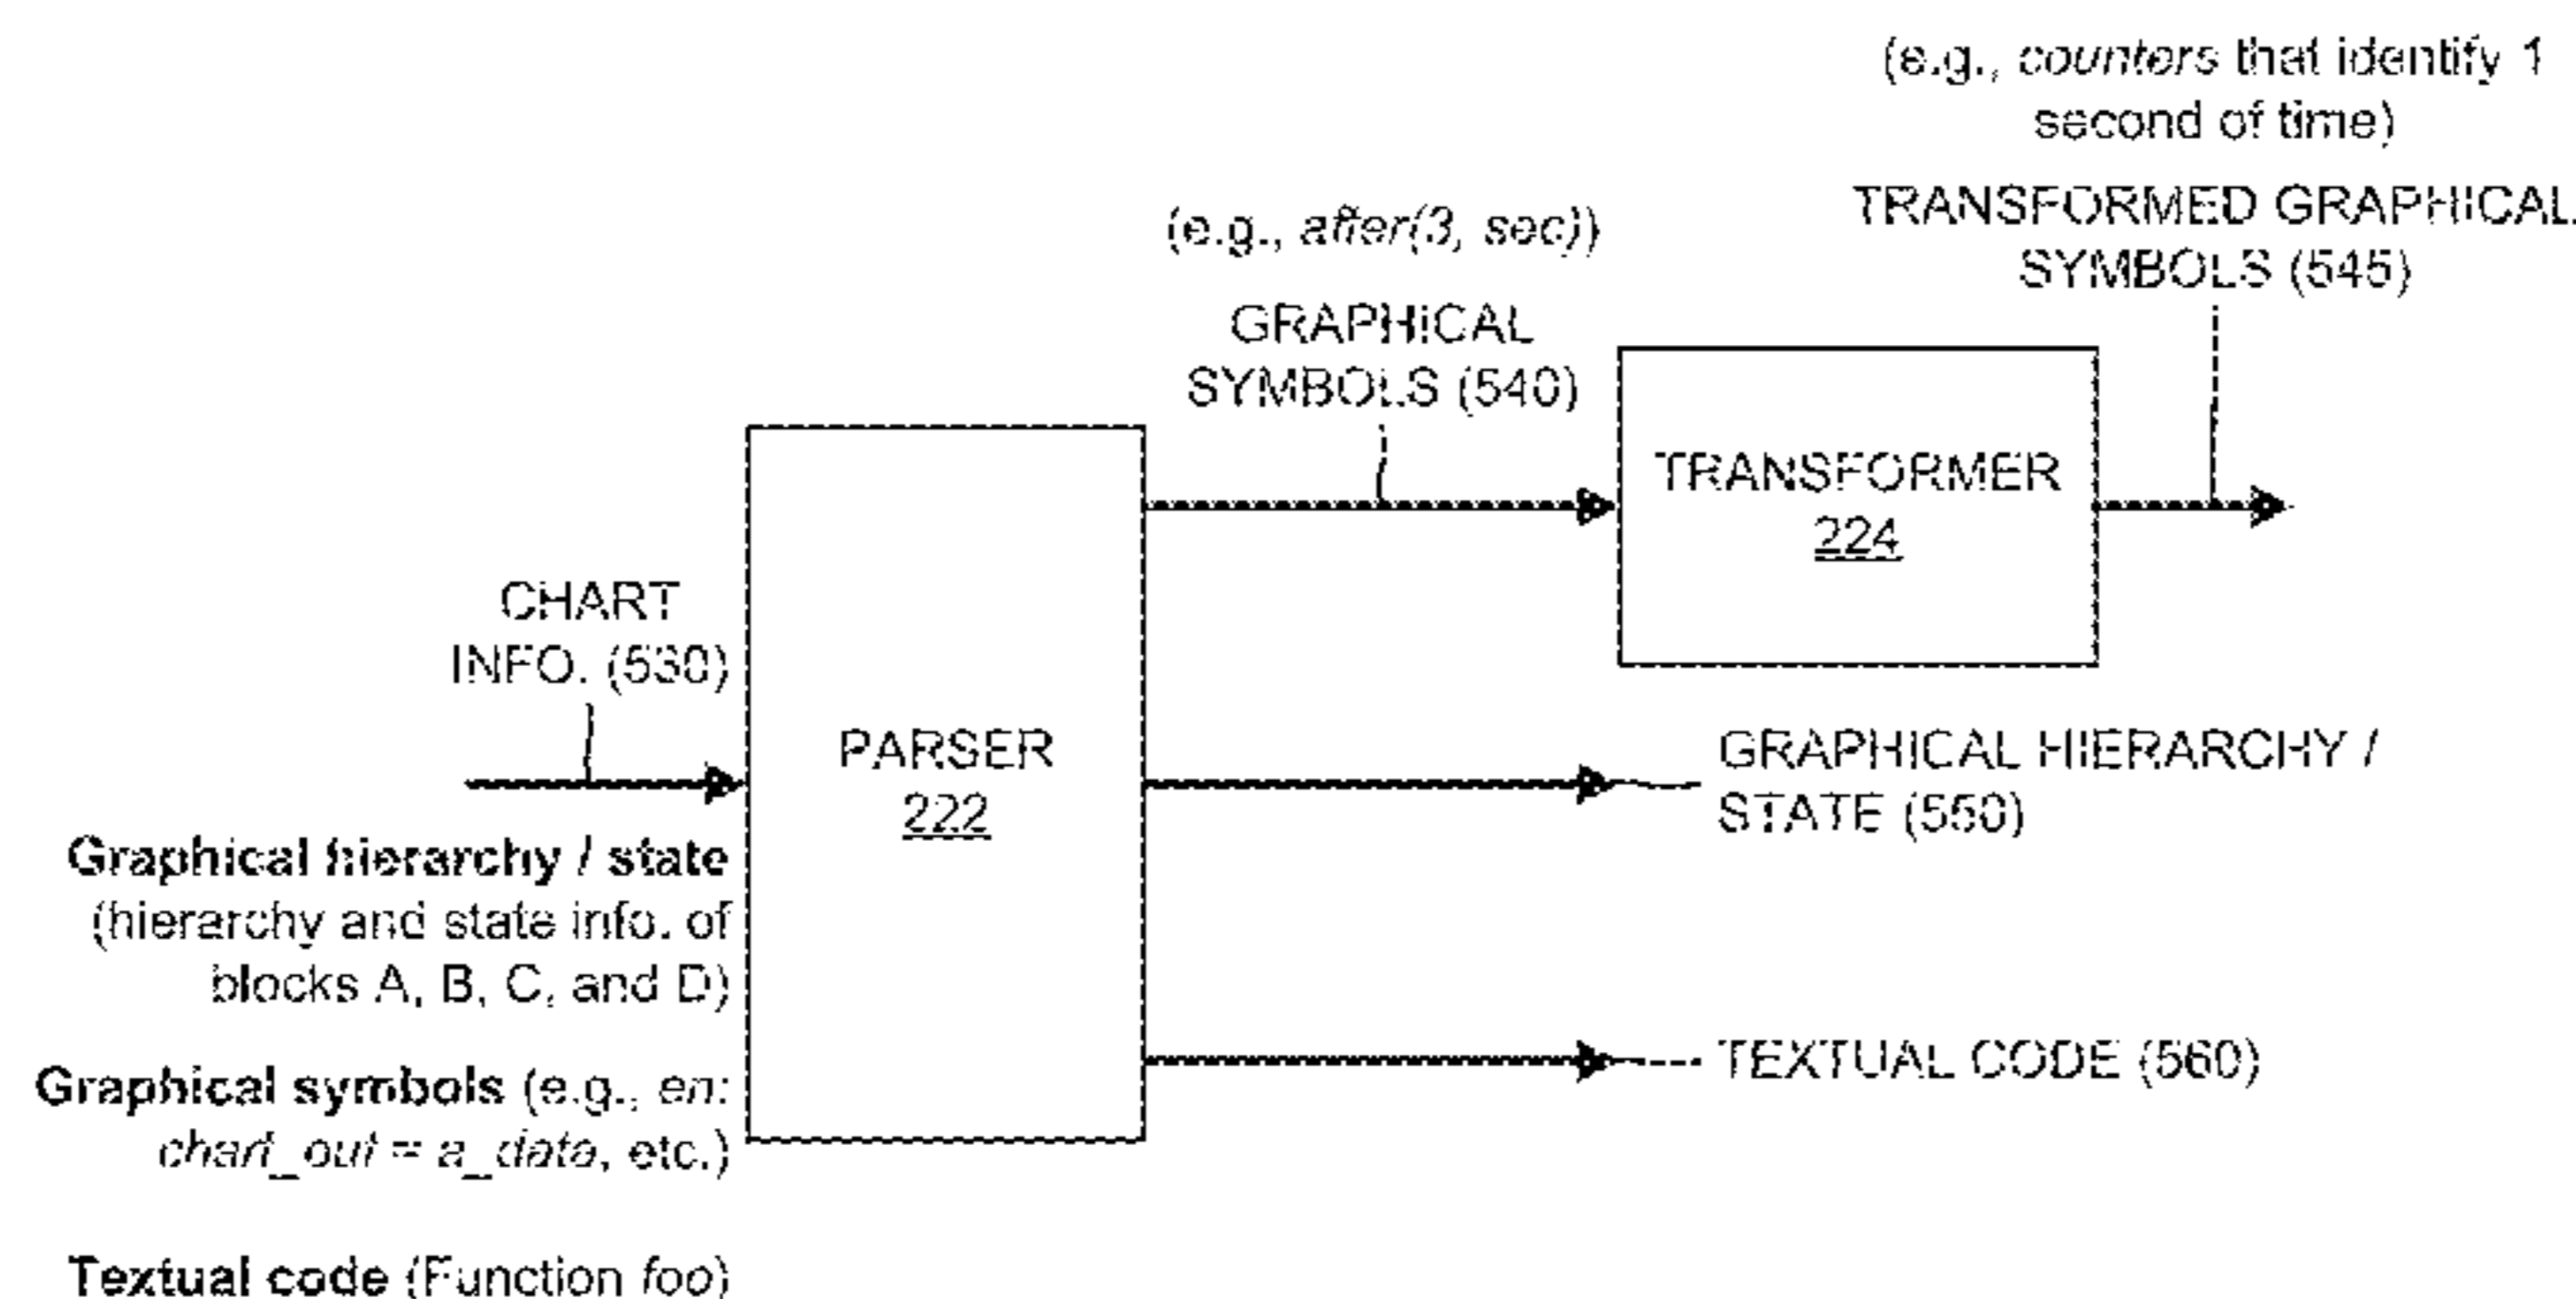 (e.g., counters that identify 1
second of time)
TRANSFORMED GRAPHICAL
SYMBOLS (545)
(e.g., after(3, sec))
GRAPHICAL
SYMBOLS (540)
TRANSFORMER
224
CHART
INFO. (530)
PARSER
222
GRAPHICAL HIERARCHY /
STATE (550)
Graphical hierarchy / state
(hierarchy and state info. of
blocks A, B, C, and D)
TEXTUAL CODE (560)
Graphical symbols (e.g., en:
chart_out = a_data, etc.)
Textual code (Function foo)